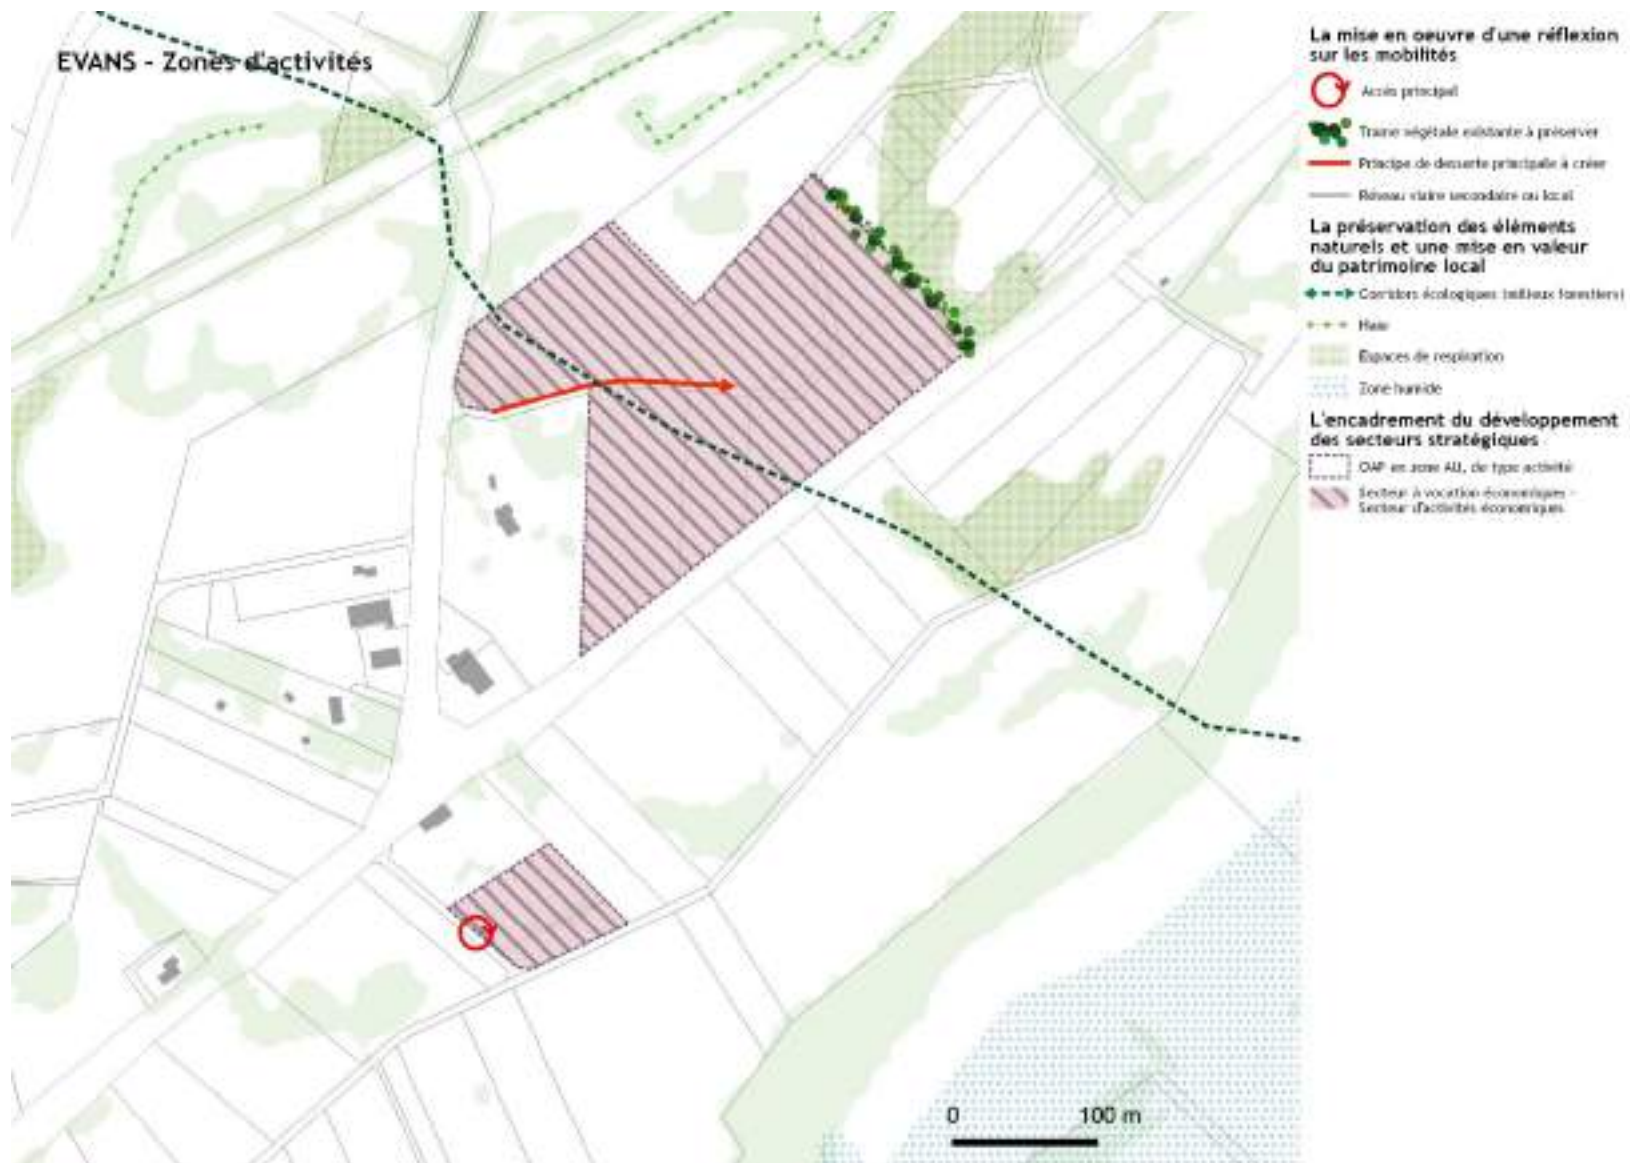 EVANS - Zones d'activités
La mise en oeuvre d'une réflexion
sur les mobilités
Accès principal
Trame végétale existante à préserver
Principe de desserte principale à créer
Réseau viaire secondaire ou local
La préservation des éléments
naturels et une mise en valeur
du patrimoine local
Corridors écologiques (milieux forestiers)
Haie
Espaces de respiration
Zone humide
L'encadrement du développement
des secteurs stratégiques
OAP en zone AU, de type activité
Secteur à vocation économiques -
Secteur d'activités économiques
0 100 m